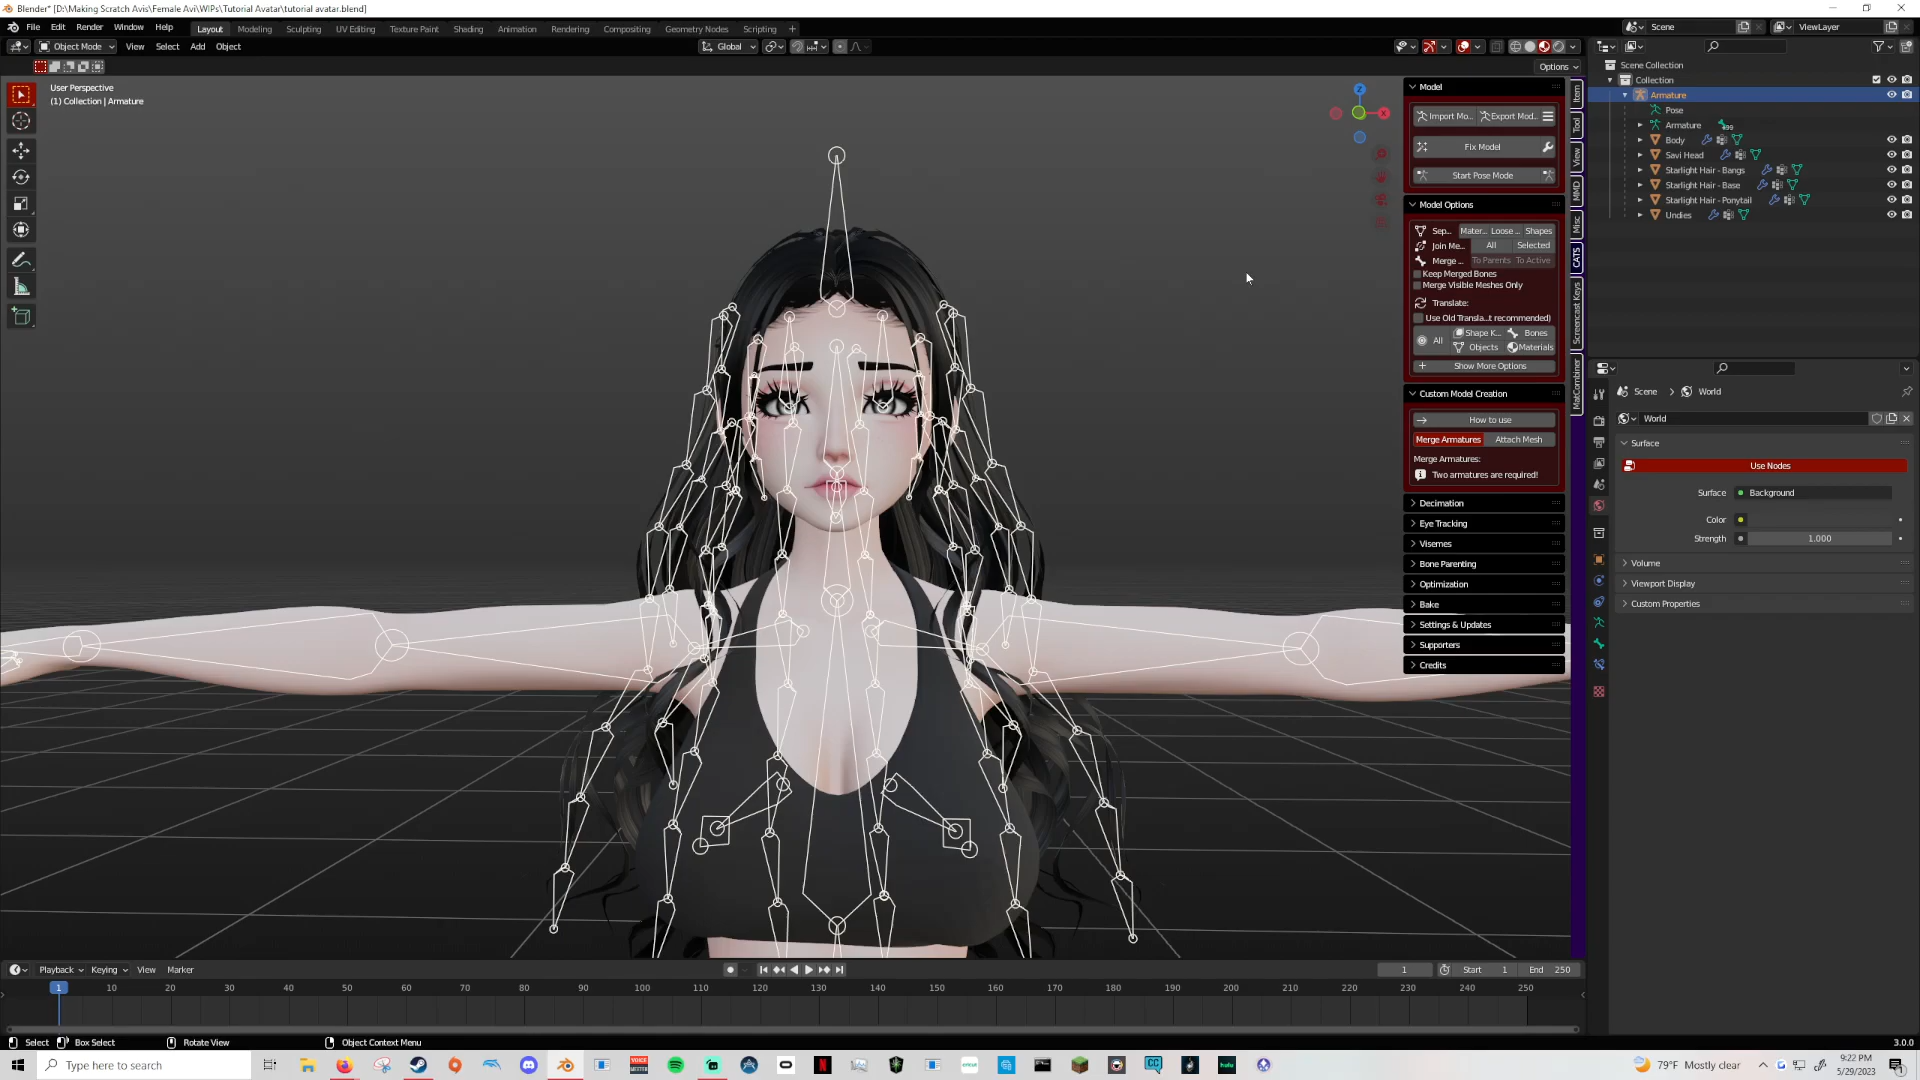 Blender* [D:\Making Scratch Avis\Female Avi\WIPs\Tutorial Avatar\tutorial avatar.blend]
File Edit Render Window Help Layout Modeling Sculpting UV Editing Texture Paint Shading Animation Rendering Compositing Geometry Nodes Scripting + Scene ViewLayer
Object Mode View Select Add Object Global
Options
User Perspective
(1) Collection | Armature
Z
X
Model
Import Mo... Export Mod...
Fix Model
Start Pose Mode
Model Options
Sep... Mater... Loose ... Shapes
Join Me... All Selected
Merge ... To Parents To Active
Keep Merged Bones
Merge Visible Meshes Only
Translate:
Use Old Transla...t recommended)
All Shape K... Bones
Objects Materials
Show More Options
Custom Model Creation
How to use
Merge Armatures Attach Mesh
Merge Armatures:
Two armatures are required!
Decimation
Eye Tracking
Visemes
Bone Parenting
Optimization
Bake
Settings & Updates
Supporters
Credits
Item
Tool
View
MMD
Misc
CATS
Screencast Keys
MatCombiner
Scene Collection
Collection
Armature
Pose
Armature
Body
Savi Head
Starlight Hair - Bangs
Starlight Hair - Base
Starlight Hair - Ponytail
Undies
Scene > World
World
Surface
Use Nodes
Surface Background
Color
Strength 1.000
Volume
Viewport Display
Custom Properties
Playback Keying View Marker 1 Start 1 End 250
1 10 20 30 40 50 60 70 80 90 100 110 120 130 140 150 160 170 180 190 200 210 220 230 240 250
Select Box Select Rotate View Object Context Menu 3.0.0
Type here to search
79°F Mostly clear
9:22 PM
5/29/2023